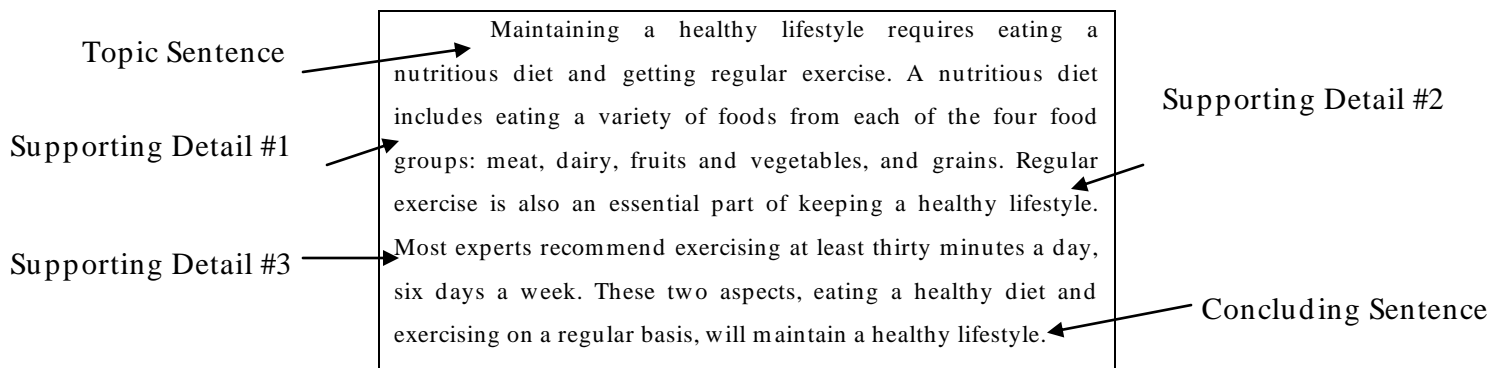 Topic Sentence
Supporting Detail #1
Supporting Detail #3
Maintaining a healthy lifestyle requires eating a
nutritious diet and getting regular exercise. A nutritious diet
includes eating a variety of foods from each of the four food
groups: meat, dairy, fruits and vegetables, and grains. Regular
exercise is also an essential part of keeping a healthy lifestyle.
Most experts recommend exercising at least thirty minutes a day,
six days a week. These two aspects, eating a healthy diet and
exercising on a regular basis, will maintain a healthy lifestyle.
Supporting Detail #2
Concluding Sentence